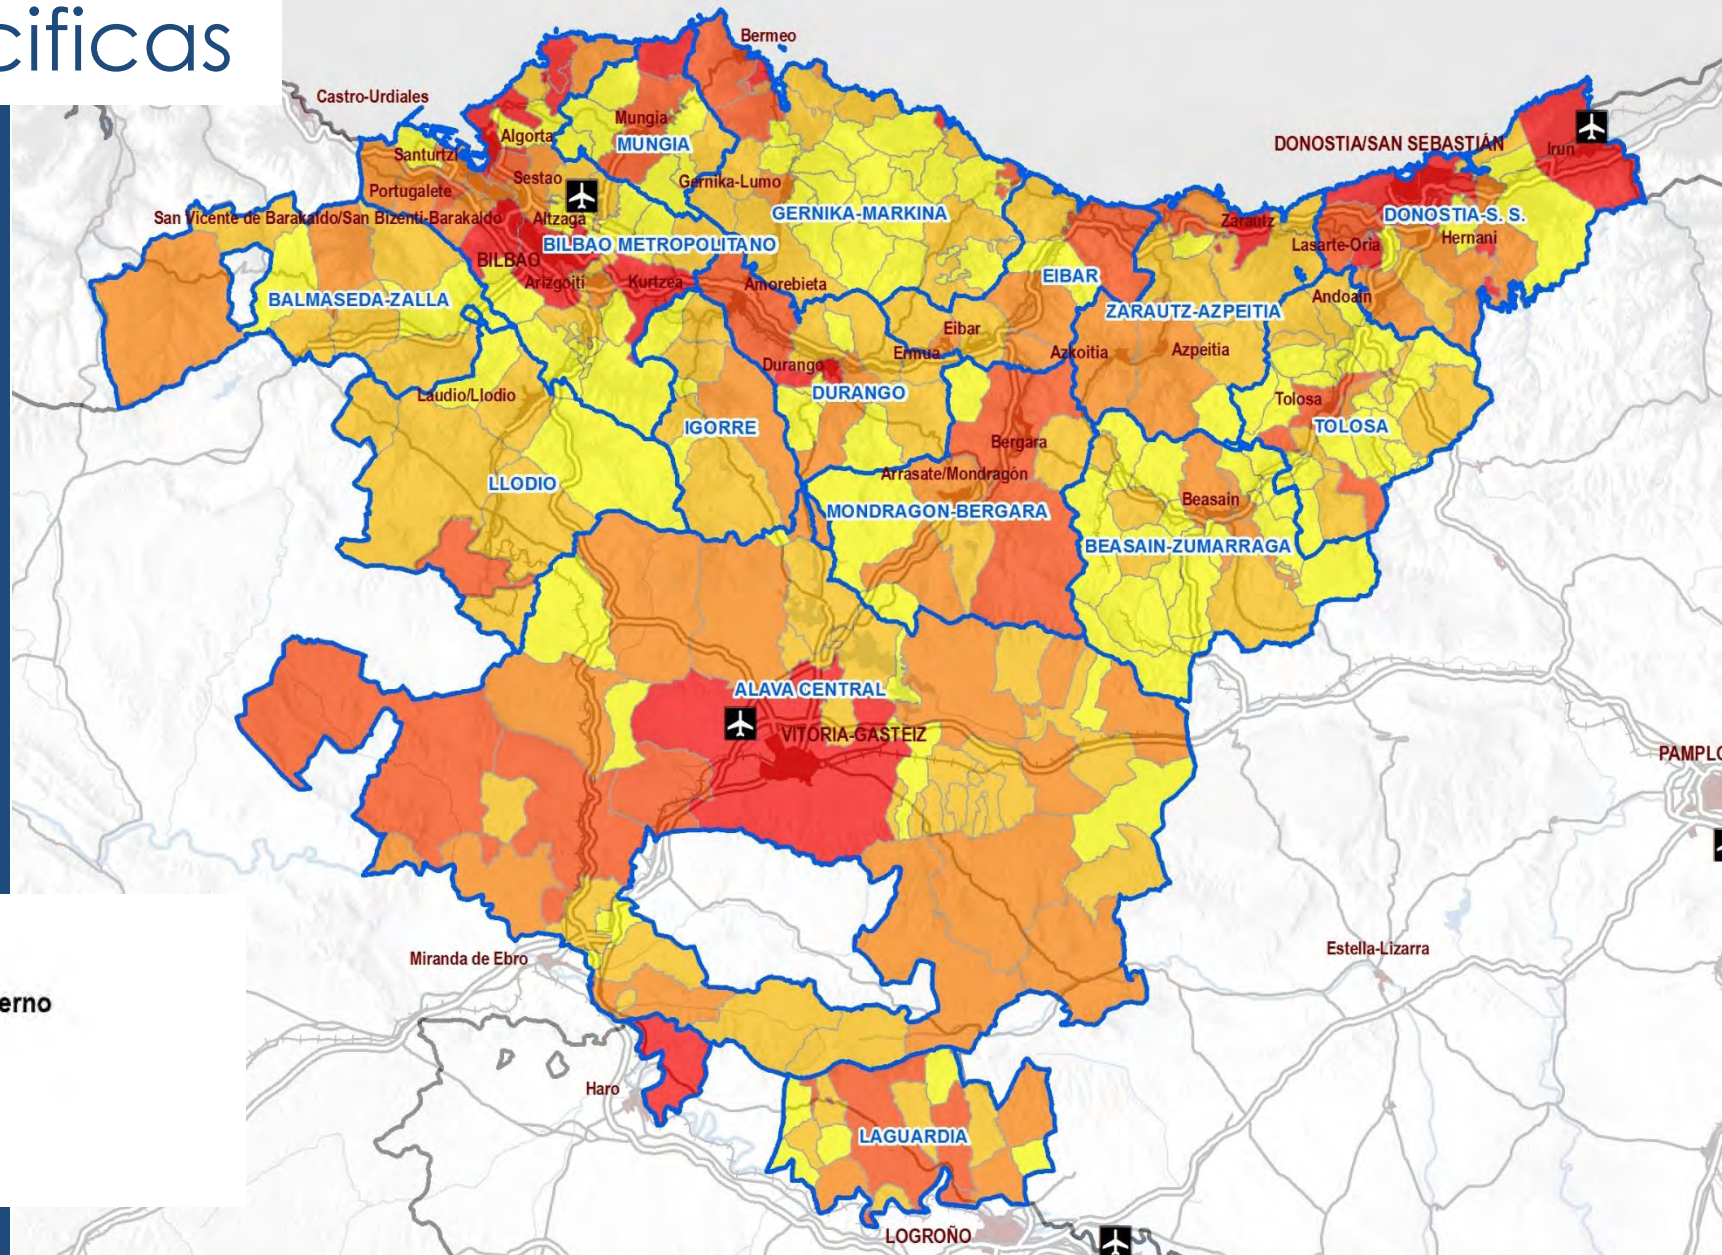 cificas
Bermeo
Castro-Urdiales
Mungia
Algorta
MUNGIA
DONOSTIA/SAN SEBASTIÁN
Irun
Santurtzi
Sestao
Gernika-Lumo
Portugalete
San Vicente de Barakaldo/San Bizenti-Barakaldo
Altzaga
GERNIKA-MARKINA
Zarautz
DONOSTIA-S. S.
Hernani
Lasarte-Oria
BILBAO METROPOLITANO
BILBAO
Arizgoiti
Kurtzea
Amorebieta
EIBAR
BALMASEDA-ZALLA
Andoain
ZARAUTZ-AZPEITIA
Eibar
Ermua
Azkoitia
Azpeitia
Durango
DURANGO
Laudio/Llodio
Tolosa
TOLOSA
IGORRE
Bergara
Arrasate/Mondragón
LLODIO
MONDRAGON-BERGARA
Beasain
BEASAIN-ZUMARRAGA
ALAVA CENTRAL
VITORIA-GASTEIZ
PAMPLO
Miranda de Ebro
Estella-Lizarra
erno
Haro
LAGUARDIA
LOGROÑO